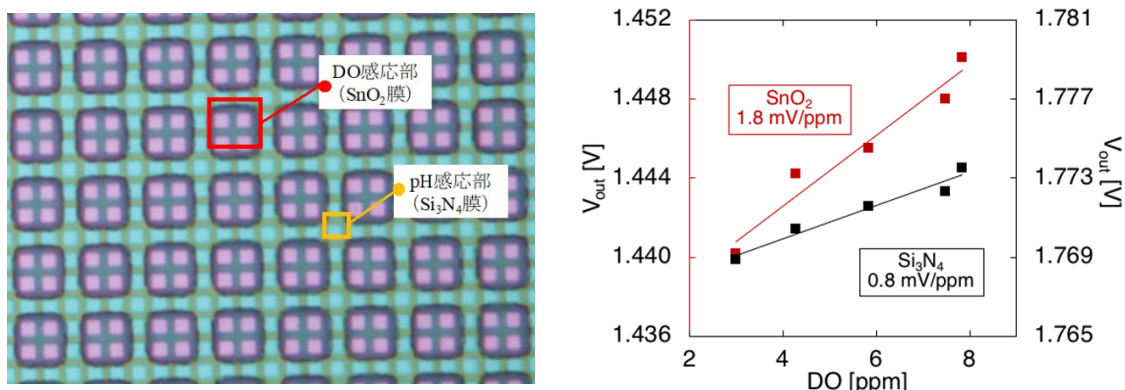 DO感応部
（SnO₂膜）
pH感応部
（Si₃N₄膜）
1.452
1.448
1.444
1.440
1.436
Vout [V]
SnO₂
1.8 mV/ppm
Si₃N₄
0.8 mV/ppm
1.781
1.777
1.773
1.769
1.765
Vout [V]
2
4
6
8
DO [ppm]